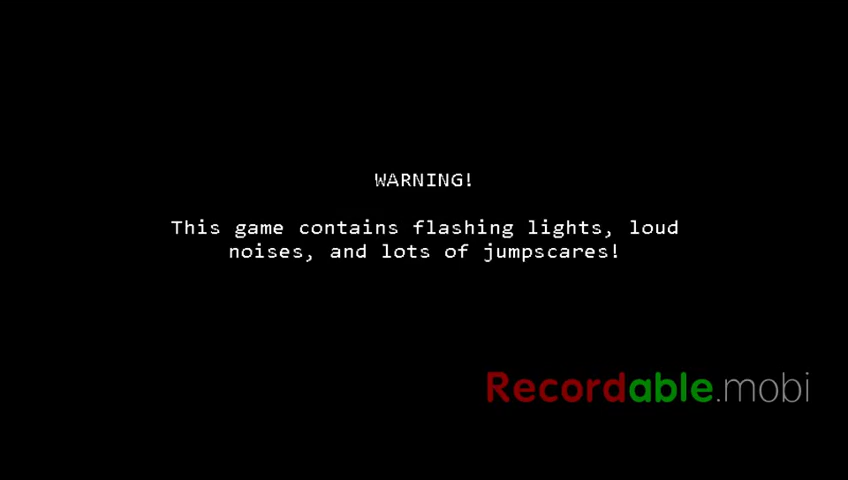 WARNING!
This game contains flashing lights, loud
noises, and lots of jumpscares!
Recordable.mobi